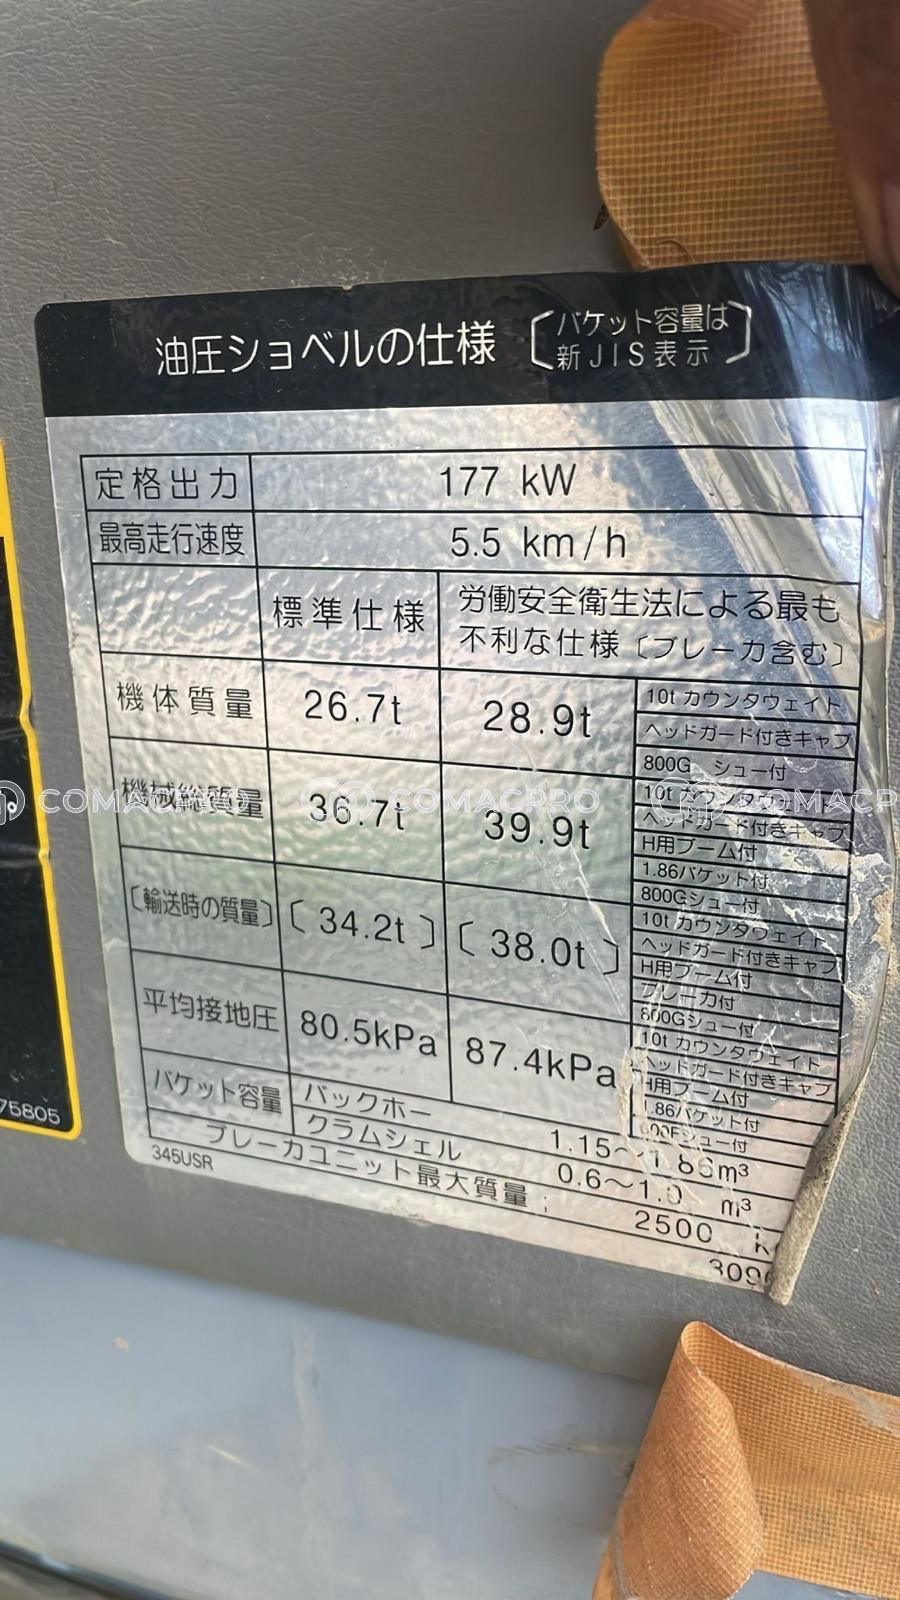 油圧ショベルの仕様
〔バケット容量は
新JIS表示〕
定格出力 177 kW
最高走行速度 5.5 km/h
標準仕様
労働安全衛生法による最も
不利な仕様〔ブレーカ含む〕
機体質量 26.7t 28.9t
10t カウンタウェイト
ヘッドガード付きキャブ
800G シュー付
機械総質量 36.7t 39.9t
10t カウンタウェイト
ヘッドガード付きキャブ
H用ブーム付
1.86バケット付
800Gシュー付
〔輸送時の質量〕 〔34.2t〕 〔38.0t〕
10t カウンタウェイト
ヘッドガード付きキャブ
H用ブーム付
ブレーカ付
800Gシュー付
平均接地圧 80.5kPa 87.4kPa
10t カウンタウェイト
ヘッドガード付きキャブ
H用ブーム付
1.86バケット付
シュー付
バケット容量 バックホー 1.15〜1.86m³
クラムシェル 0.6〜1.0 m³
ブレーカユニット最大質量; 2500
345USR
75805
COMACPRO COMACPRO COMACP